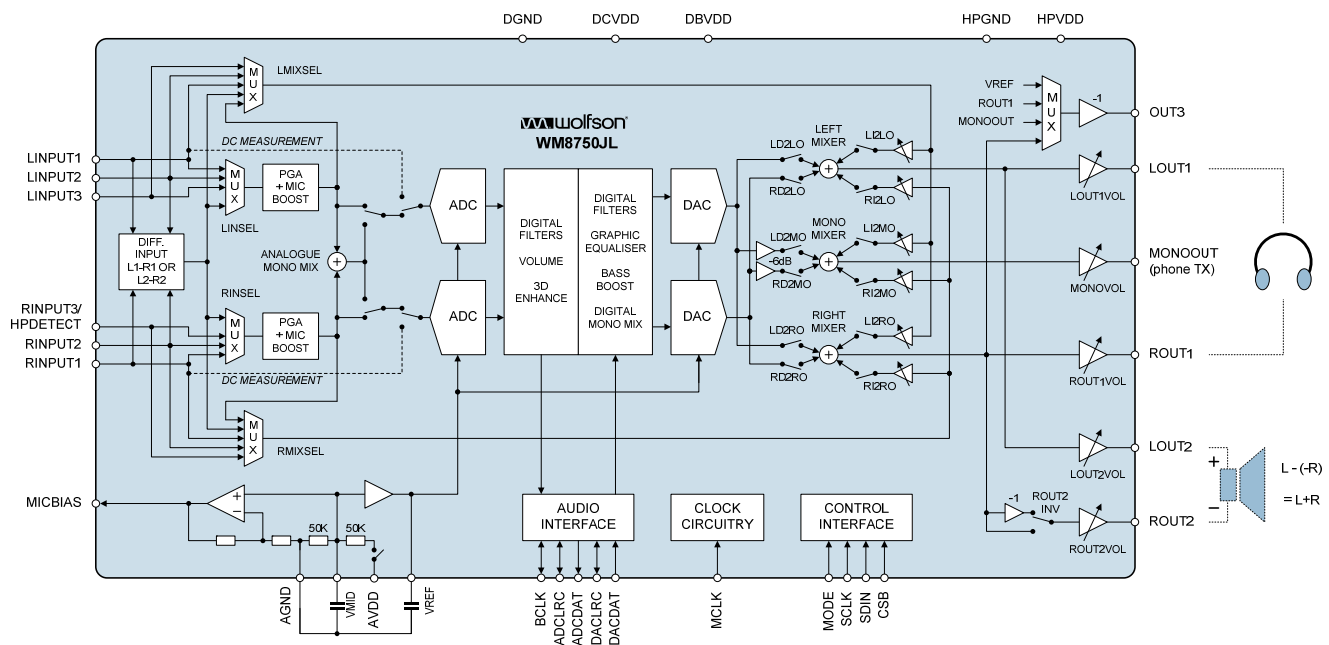 DGND
DCVDD
DBVDD
HPGND
HPVDD
MUX
LMIXSEL
DC MEASUREMENT
wolfson®
WM8750JL
VREF
ROUT1
MONOOUT
MUX
-1
OUT3
LINPUT1
LINPUT2
LINPUT3
MUX
LINSEL
PGA
+ MIC
BOOST
ADC
DIGITAL
FILTERS
VOLUME
3D
ENHANCE
DIGITAL
FILTERS
GRAPHIC
EQUALISER
BASS
BOOST
DIGITAL
MONO MIX
DAC
LD2LO
RD2LO
LEFT
MIXER
+
LI2LO
RI2LO
LOUT1
LOUT1VOL
DIFF.
INPUT
L1-R1 OR
L2-R2
ANALOGUE
MONO MIX
+
LD2MO
-6dB
RD2MO
MONO
MIXER
+
LI2MO
RI2MO
MONOOUT
(phone TX)
MONOVOL
RINPUT3/
HPDETECT
RINPUT2
RINPUT1
RINSEL
MUX
PGA
+ MIC
BOOST
ADC
DAC
LD2RO
RD2RO
RIGHT
MIXER
+
LI2RO
RI2RO
ROUT1
ROUT1VOL
DC MEASUREMENT
MUX
RMIXSEL
LOUT2
LOUT2VOL
+
−
L - (-R)
= L+R
MICBIAS
+
−
50K
50K
AUDIO
INTERFACE
CLOCK
CIRCUITRY
CONTROL
INTERFACE
-1
ROUT2
INV
ROUT2
ROUT2VOL
AGND
VMID
AVDD
VREF
BCLK
ADCLRC
ADCDAT
DACLRC
DACDAT
MCLK
MODE
SCLK
SDIN
CSB